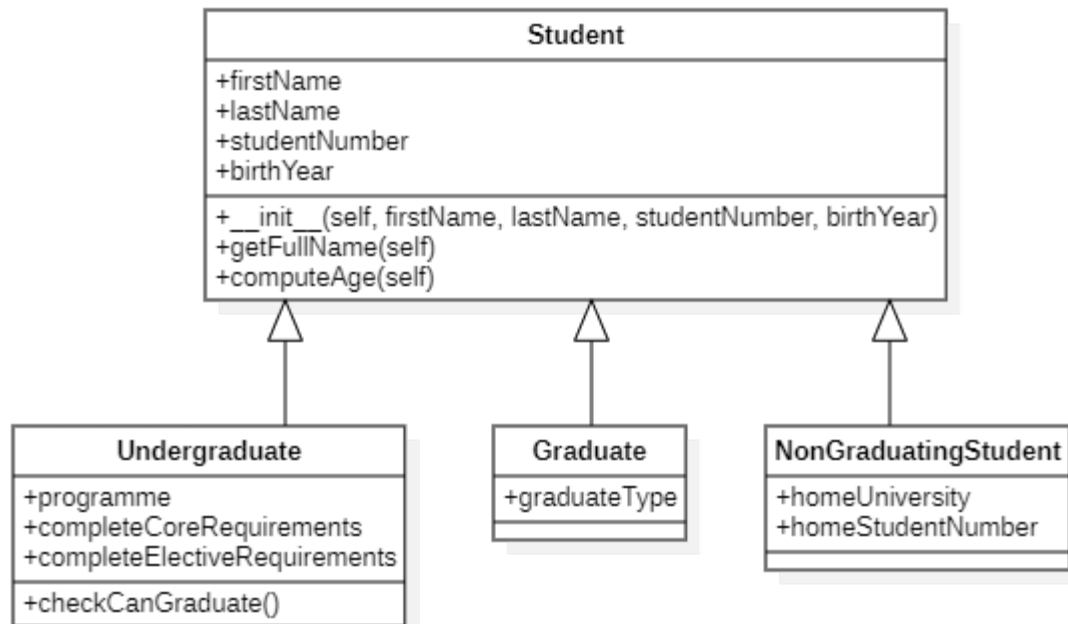 Student
+firstName
+lastName
+studentNumber
+birthYear
+__init__(self, firstName, lastName, studentNumber, birthYear)
+getFullName(self)
+computeAge(self)
Undergraduate
+programme
+completeCoreRequirements
+completeElectiveRequirements
+checkCanGraduate()
Graduate
+graduateType
NonGraduatingStudent
+homeUniversity
+homeStudentNumber